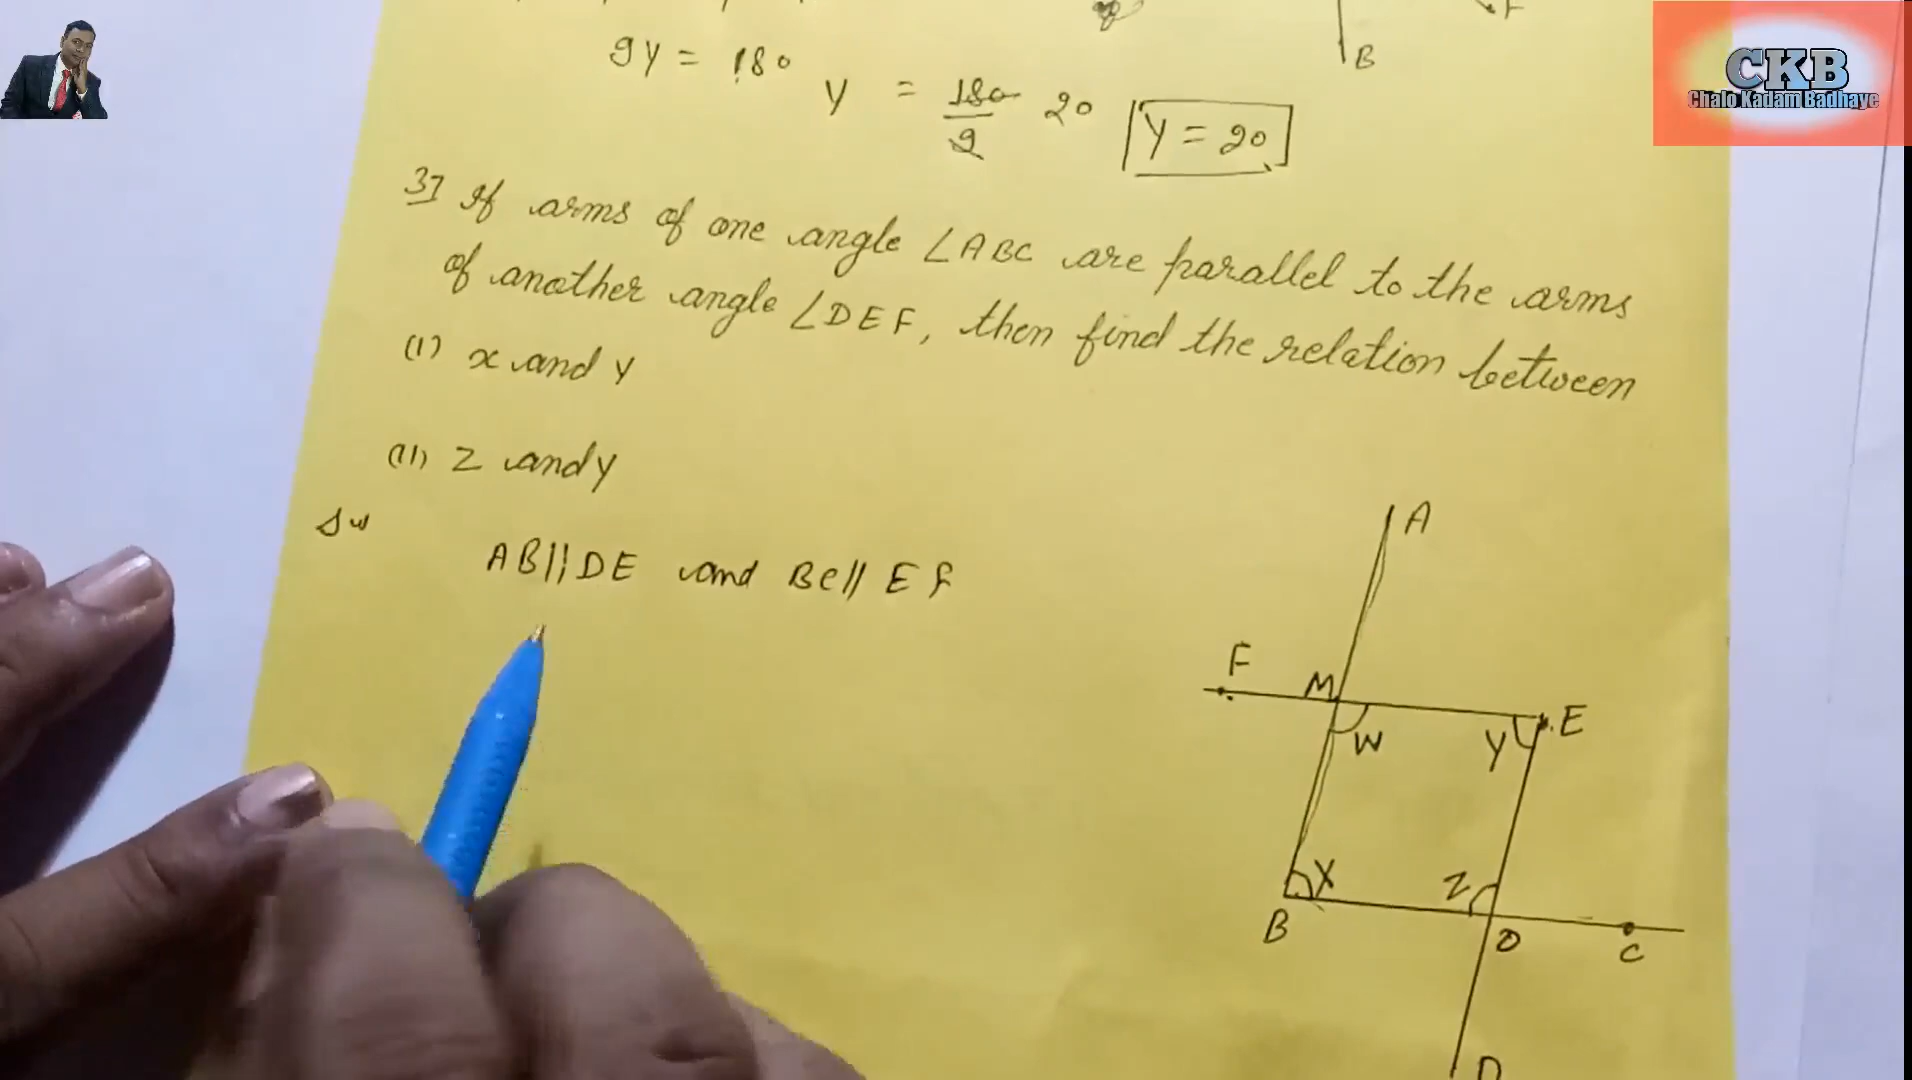 F
B
9y = 180
y = 180/9 20
y = 20
3] If arms of one angle ∠ABC are parallel to the arms
of another angle ∠DEF, then find the relation between
(I) x and y
(II) Z and y
AB||DE and BC||EF
A
F M E
W Y
X Z
B O C
D
CKB
Chalo Kadam Badhaye